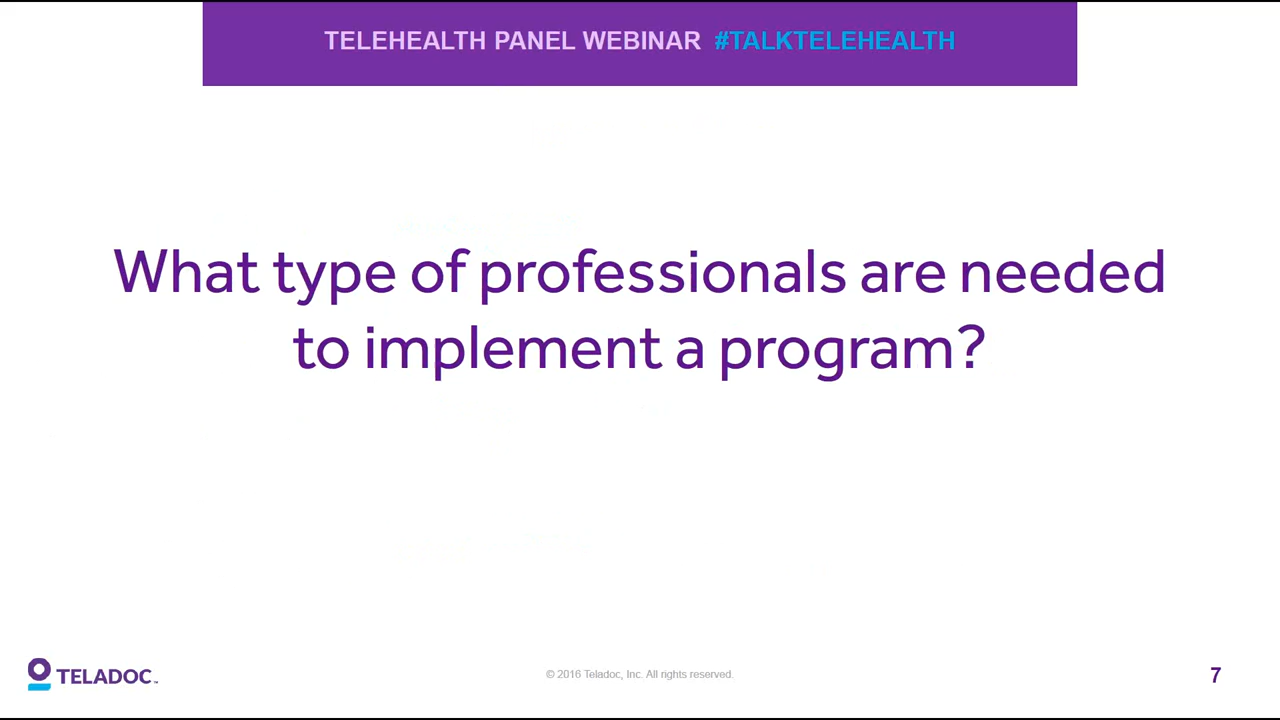 TELEHEALTH PANEL WEBINAR #TALKTELEHEALTH
What type of professionals are needed
to implement a program?
TELADOC™
© 2016 Teladoc, Inc. All rights reserved.
7